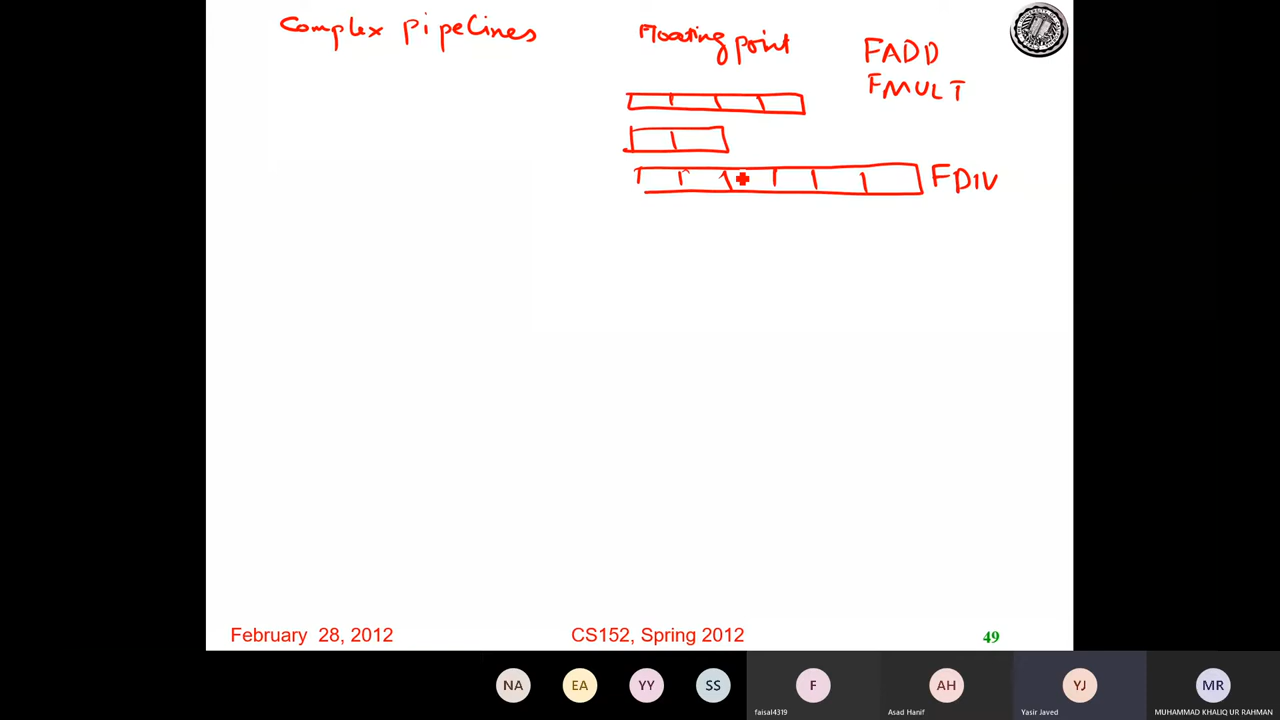 Complex pipelines
Floating point
FADD
FMULT
FDIV
February 28, 2012
CS152, Spring 2012
49
NA
EA
YY
SS
F
AH
YJ
MR
faisal4319
Asad Hanif
Yasir Javed
MUHAMMAD KHALIQ UR RAHMAN